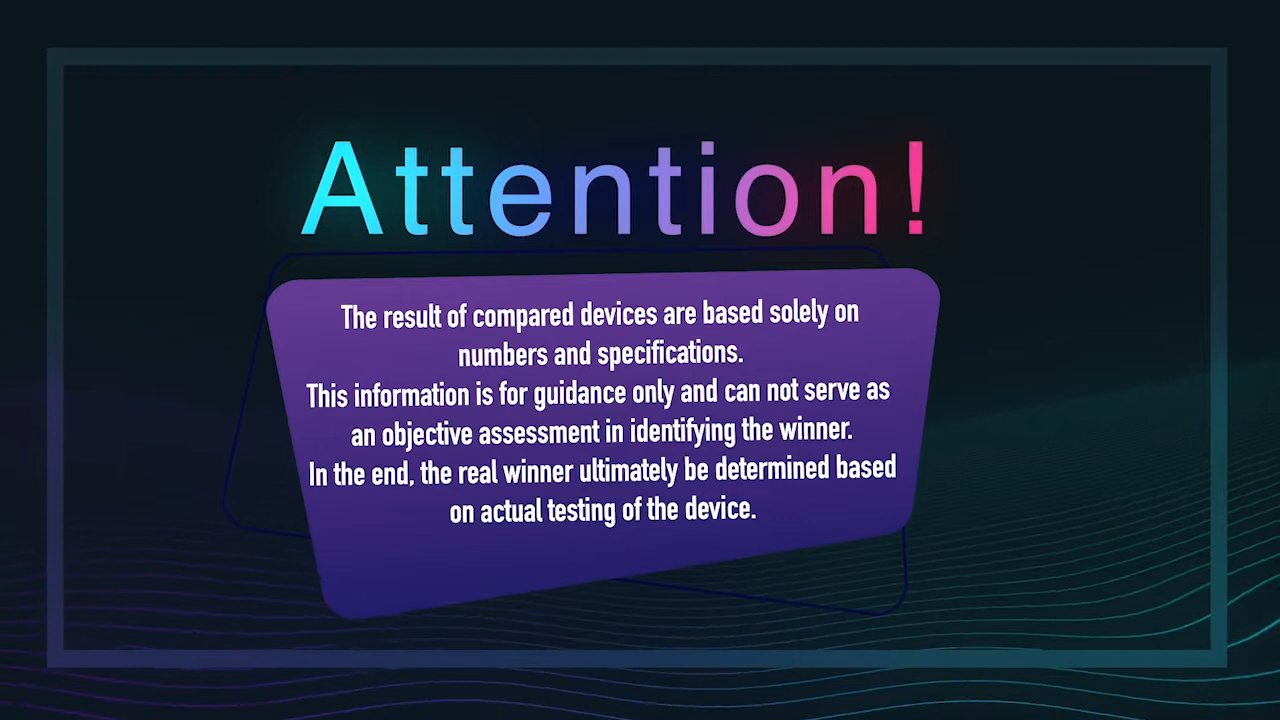 Attention!
The result of compared devices are based solely on
numbers and specifications.
This information is for guidance only and can not serve as
an objective assessment in identifying the winner.
In the end, the real winner ultimately be determined based
on actual testing of the device.